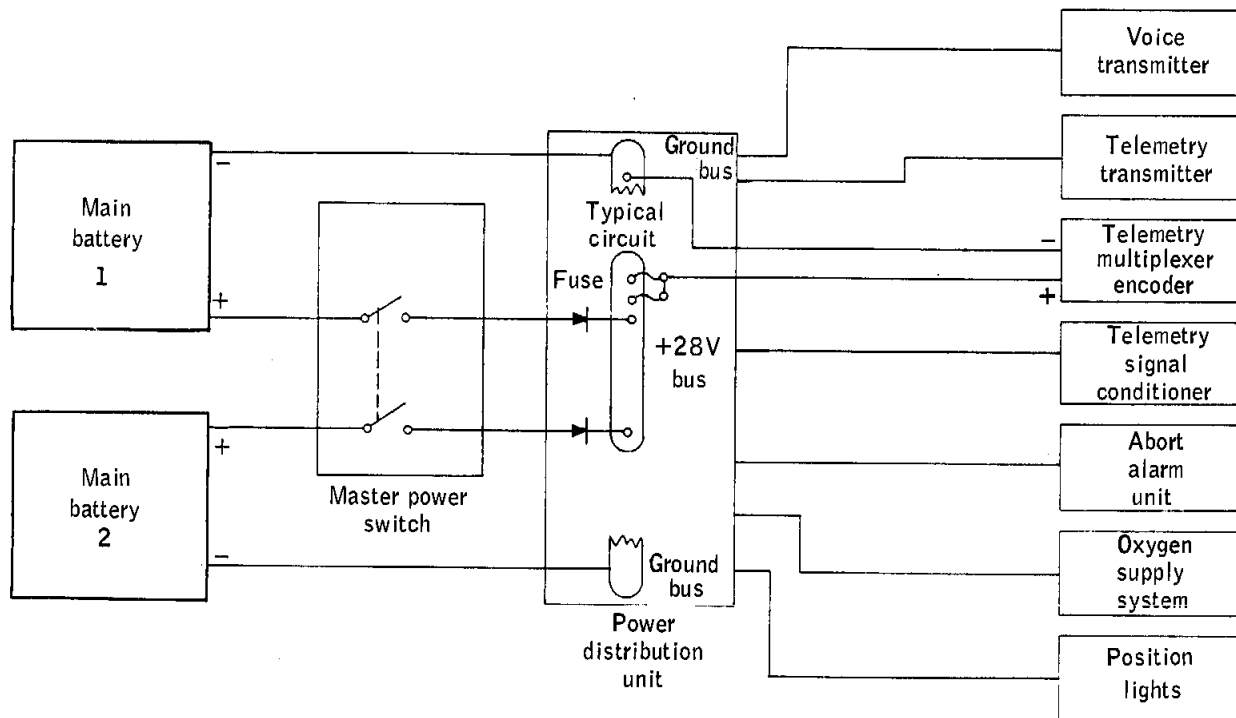 Main
battery
1
-
+
Main
battery
2
+
-
Master power
switch
Ground
bus
Typical
circuit
Fuse
+28V
bus
Ground
bus
Power
distribution
unit
Voice
transmitter
Telemetry
transmitter
-
+
Telemetry
multiplexer
encoder
Telemetry
signal
conditioner
Abort
alarm
unit
Oxygen
supply
system
Position
lights